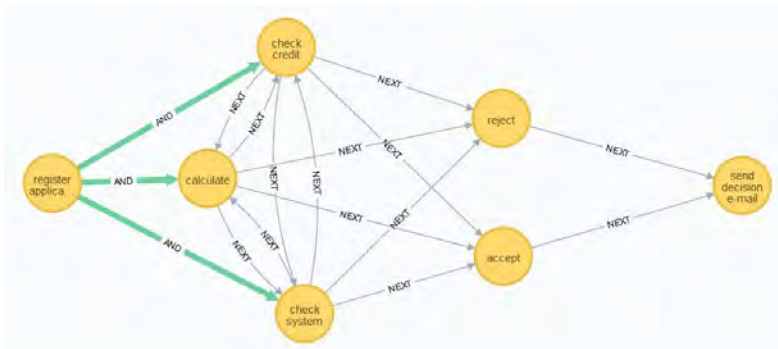 check
credit
NEXT
AND
NEXT
NEXT
NEXT
reject
NEXT
NEXT
NEXT
register
applica.
AND
calculate
NEXT
NEXT
send
decision
e-mail
NEXT
NEXT
NEXT
AND
NEXT
NEXT
accept
NEXT
check
system